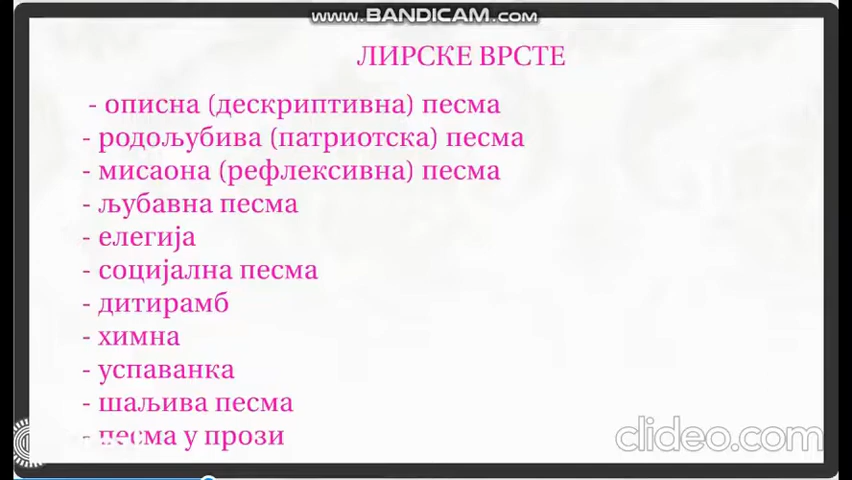 www.BANDICAM.com
ЛИРСКЕ ВРСТЕ
- описна (дескриптивна) песма
- родољубива (патриотска) песма
- мисаона (рефлексивна) песма
- љубавна песма
- елегија
- социјална песма
- дитирамб
- химна
- успаванка
- шаљива песма
- песма у прози
clideo.com